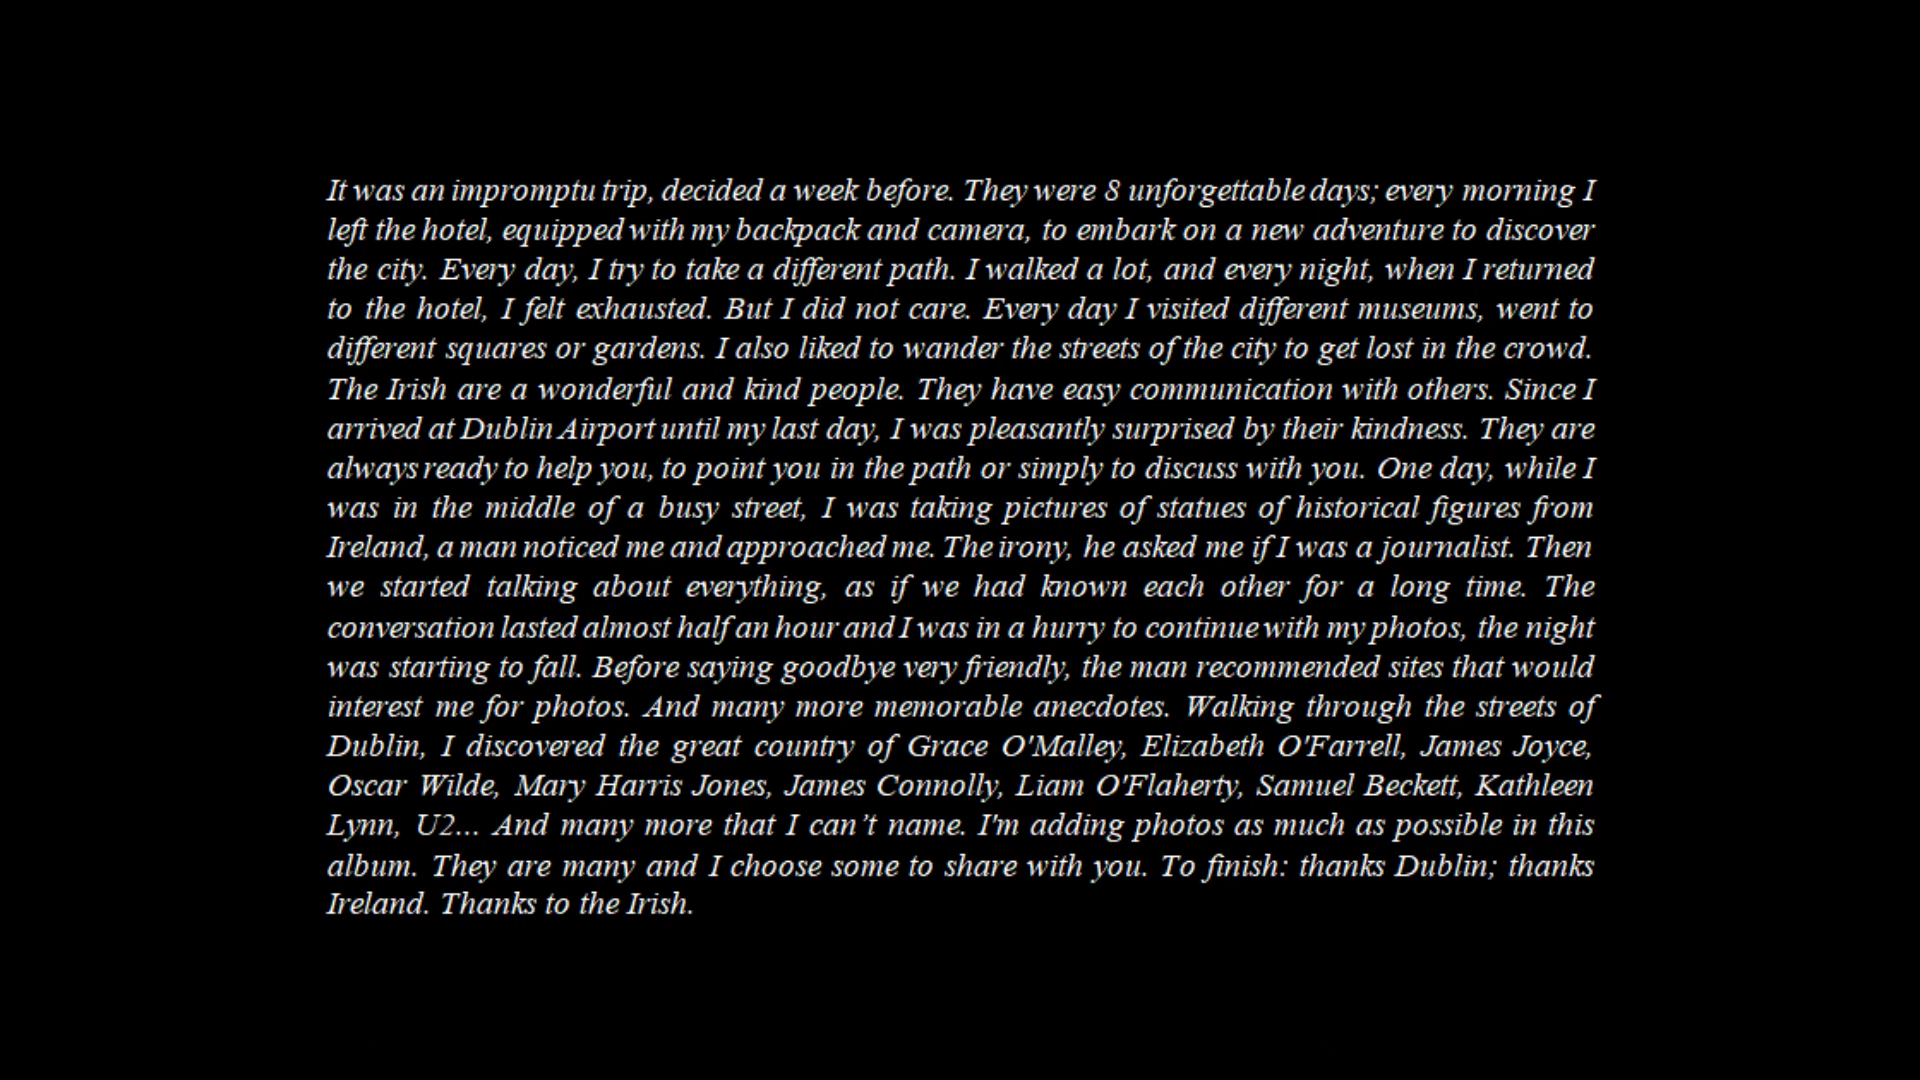 It was an impromptu trip, decided a week before. They were 8 unforgettable days; every morning I
left the hotel, equipped with my backpack and camera, to embark on a new adventure to discover
the city. Every day, I try to take a different path. I walked a lot, and every night, when I returned
to the hotel, I felt exhausted. But I did not care. Every day I visited different museums, went to
different squares or gardens. I also liked to wander the streets of the city to get lost in the crowd.
The Irish are a wonderful and kind people. They have easy communication with others. Since I
arrived at Dublin Airport until my last day, I was pleasantly surprised by their kindness. They are
always ready to help you, to point you in the path or simply to discuss with you. One day, while I
was in the middle of a busy street, I was taking pictures of statues of historical figures from
Ireland, a man noticed me and approached me. The irony, he asked me if I was a journalist. Then
we started talking about everything, as if we had known each other for a long time. The
conversation lasted almost half an hour and I was in a hurry to continue with my photos, the night
was starting to fall. Before saying goodbye very friendly, the man recommended sites that would
interest me for photos. And many more memorable anecdotes. Walking through the streets of
Dublin, I discovered the great country of Grace O'Malley, Elizabeth O'Farrell, James Joyce,
Oscar Wilde, Mary Harris Jones, James Connolly, Liam O'Flaherty, Samuel Beckett, Kathleen
Lynn, U2... And many more that I can’t name. I'm adding photos as much as possible in this
album. They are many and I choose some to share with you. To finish: thanks Dublin; thanks
Ireland. Thanks to the Irish.